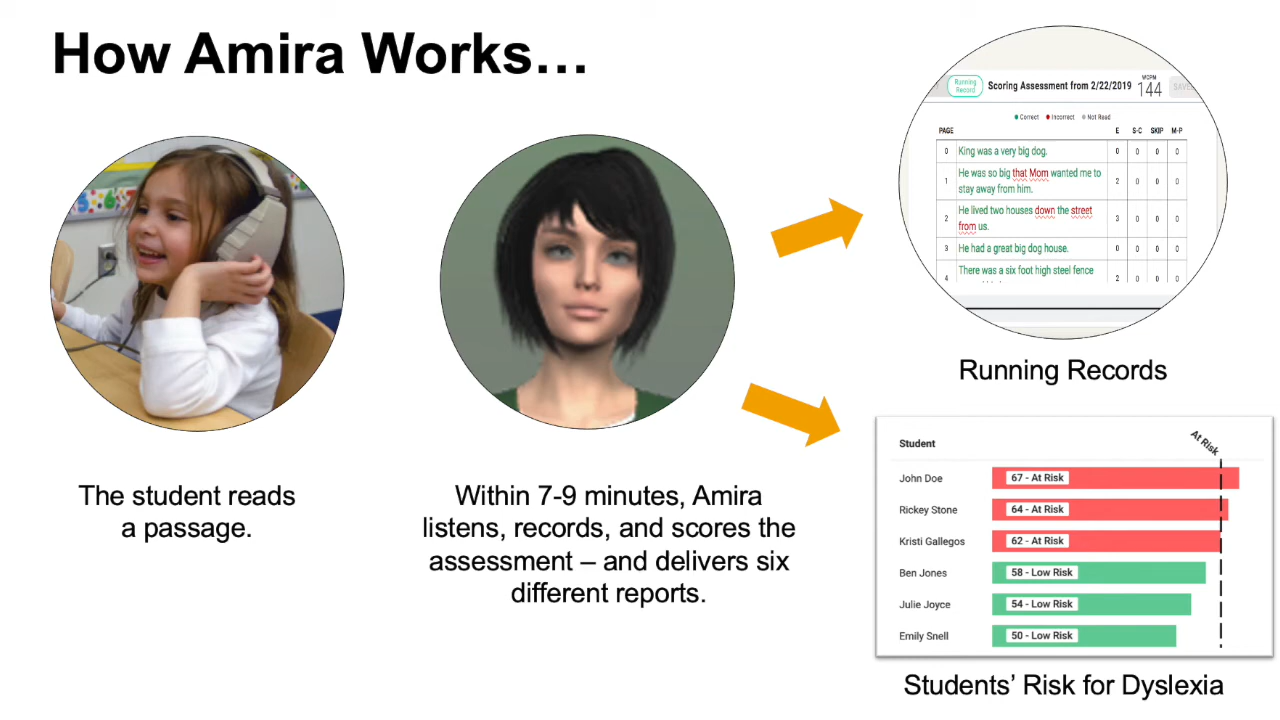 How Amira Works…
The student reads
a passage.
Within 7-9 minutes, Amira
listens, records, and scores the
assessment – and delivers six
different reports.
Running
Record
Scoring Assessment from 2/22/2019
WCPM
144
Correct Incorrect Not Read
PAGE E S-C SKIP M-P
0 King was a very big dog. 0 0 0 0
1 He was so big that Mom wanted me to
stay away from him. 2 0 0 0
2 He lived two houses down the street
from us. 3 0 0 0
3 He had a great big dog house. 0 0 0 0
4 There was a six foot high steel fence 2 0 0 0
Running Records
Student At Risk
John Doe 67 - At Risk
Rickey Stone 64 - At Risk
Kristi Gallegos 62 - At Risk
Ben Jones 58 - Low Risk
Julie Joyce 54 - Low Risk
Emily Snell 50 - Low Risk
Students’ Risk for Dyslexia